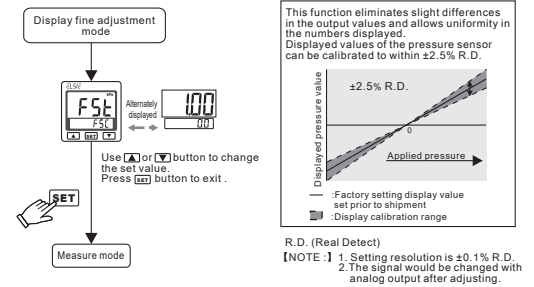 Display fine adjustment
mode
FSt
FSC
SET
Alternately
displayed
1.00
0.0
Use ▲ or ▼ button to change
the set value.
Press SET button to exit .
SET
Measure mode
This function eliminates slight differences
in the output values and allows uniformity in
the numbers displayed.
Displayed values of the pressure sensor
can be calibrated to within ±2.5% R.D.
Displayed pressure value
±2.5% R.D.
0
Applied pressure
:Factory setting display value
set prior to shipment
:Display calibration range
R.D. (Real Detect)
【NOTE :】 1. Setting resolution is ±0.1% R.D.
2.The signal would be changed with
analog output after adjusting.